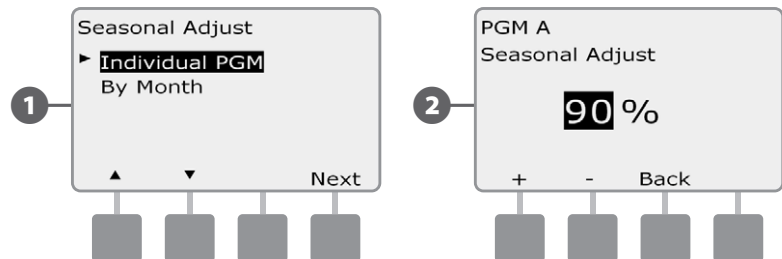 1
Seasonal Adjust
► Individual PGM
By Month
▲ ▼ Next
2
PGM A
Seasonal Adjust
90 %
+ - Back